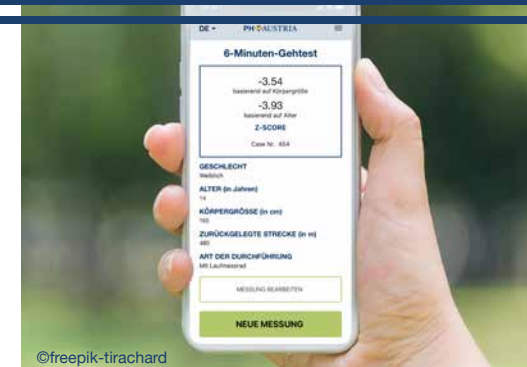 DE
PH AUSTRIA
6-Minuten-Gehtest
-3.54
basierend auf Körpergröße
-3.93
basierend auf Alter
Z-SCORE
Case Nr. 454
GESCHLECHT
Weiblich
ALTER (in Jahren)
14
KÖRPERGRÖSSE (in cm)
165
ZURÜCKGELEGTE STRECKE (in m)
480
ART DER DURCHFÜHRUNG
Mit Laufmessrad
MESSUNG BEARBEITEN
NEUE MESSUNG
©freepik-tirachard